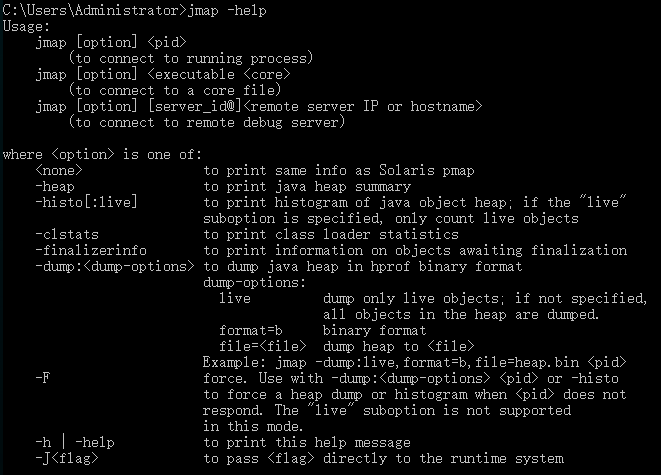 C:\Users\Administrator>jmap -help
Usage:
    jmap [option] <pid>
        (to connect to running process)
    jmap [option] <executable <core>
        (to connect to a core file)
    jmap [option] [server_id@]<remote server IP or hostname>
        (to connect to remote debug server)

where <option> is one of:
    <none>               to print same info as Solaris pmap
    -heap                to print java heap summary
    -histo[:live]        to print histogram of java object heap; if the "live"
                         suboption is specified, only count live objects
    -clstats             to print class loader statistics
    -finalizerinfo       to print information on objects awaiting finalization
    -dump:<dump-options> to dump java heap in hprof binary format
                         dump-options:
                           live         dump only live objects; if not specified,
                                        all objects in the heap are dumped.
                           format=b     binary format
                           file=<file>  dump heap to <file>
                         Example: jmap -dump:live,format=b,file=heap.bin <pid>
    -F                   force. Use with -dump:<dump-options> <pid> or -histo
                         to force a heap dump or histogram when <pid> does not
                         respond. The "live" suboption is not supported
                         in this mode.
    -h | -help           to print this help message
    -J<flag>             to pass <flag> directly to the runtime system